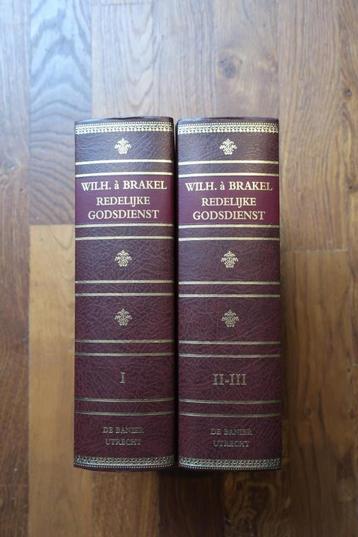 WILH. à BRAKEL
REDELIJKE
GODSDIENST
I
DE BANIER
UTRECHT
WILH. à BRAKEL
REDELIJKE
GODSDIENST
II-III
DE BANIER
UTRECHT